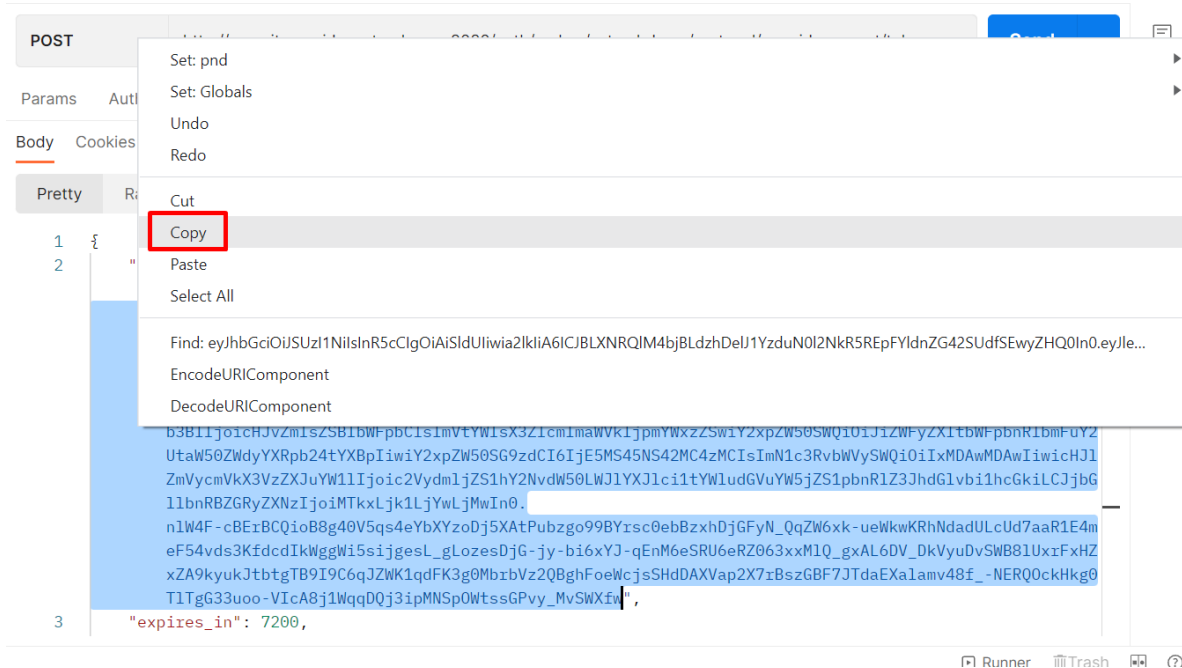 POST
Set: pnd
Set: Globals
Undo
Redo
Params
Body Cookies
Pretty
Cut
Copy
Paste
Select All
1 {
2 "
Find: eyJhbGciOiJSUzI1NiIsInR5cCIgOiAiSldUIiwia2lkIiA6ICJBLXNRQlM4bjBLdzhDelJ1YzduN0l2NkR5REpFYldnZG42SUdfSEwyZHQ0In0.eyJle...
EncodeURIComponent
DecodeURIComponent
UtaW50ZWdyYXRpb24tYXBpIiwiY2xpZW50SG9zdCI6IjE5MS45NS42MC4zMCIsImN1c3RvbWVySWQiOiIxMDAwMDAwIiwicHJl
ZmVycmVkX3VzZXJuYW1lIjoic2VydmljZS1hY2NvdW50LWJlYXJlci1tYWludGVuYW5jZS1pbnRlZ3JhdGlvbi1hcGkiLCJjbG
llbnRBZGRyZXNzIjoiMTkxLjk1LjYwLjMwIn0.
nlW4F-cBErBCQioB8g40V5qs4eYbXYzoDj5XAtPubzgo99BYrsc0ebBzxhDjGFyN_QqZW6xk-ueWkwKRhNdadULcUd7aaR1E4m
eF54vds3KfdcdIkWggWi5sijgesL_gLozesDjG-jy-bi6xYJ-qEnM6eSRU6eRZ063xxMlQ_gxAL6DV_DkVyuDvSWB8lUxrFxHZ
xZA9kyukJtbtgTB9I9C6qJZWK1qdFK3g0MbrbVz2QBghFoeWcjsSHdDAXVap2X7rBszGBF7JTdaEXalamv48f_-NERQOckHkg0
TlTgG33uoo-VIcA8j1WqqDQj3ipMNSpOWtssGPvy_MvSWXfw",
3 "expires_in": 7200,
Runner Trash